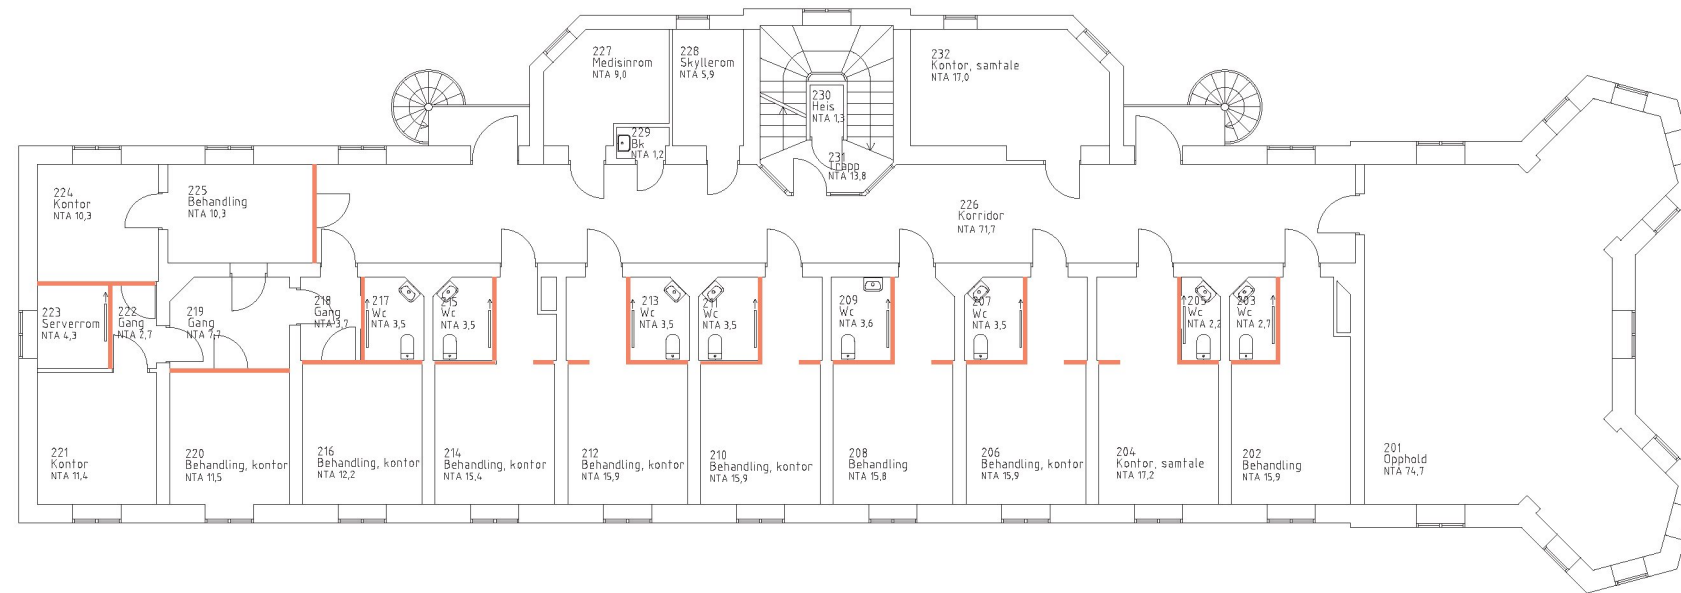 227
Medisinrom
NTA 9,0
228
Skyllerom
NTA 5,9
232
Kontor, samtale
NTA 17,0
230
Heis
NTA 1,3
229
Bk
NTA 1,2
231
Trapp
NTA 13,8
224
Kontor
NTA 10,3
225
Behandling
NTA 10,3
226
Korridor
NTA 71,7
223
Serverrom
NTA 4,3
222
Gang
NTA 2,7
219
Gang
NTA 7,7
218
Gang
NTA 3,7
217
Wc
NTA 3,5
215
Wc
NTA 3,5
213
Wc
NTA 3,5
211
Wc
NTA 3,5
209
Wc
NTA 3,6
207
Wc
NTA 3,5
205
Wc
NTA 2,2
203
Wc
NTA 2,7
221
Kontor
NTA 11,4
220
Behandling, kontor
NTA 11,5
216
Behandling, kontor
NTA 12,2
214
Behandling, kontor
NTA 15,4
212
Behandling, kontor
NTA 15,9
210
Behandling, kontor
NTA 15,9
208
Behandling
NTA 15,8
206
Behandling, kontor
NTA 15,9
204
Kontor, samtale
NTA 17,2
202
Behandling
NTA 15,9
201
Opphold
NTA 74,7